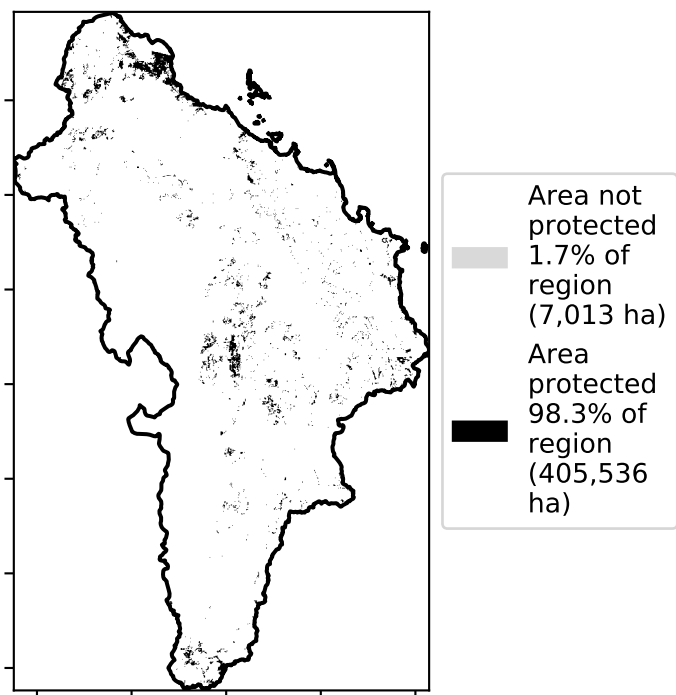 Area not
protected
1.7% of
region
(7,013 ha)
Area
protected
98.3% of
region
(405,536
ha)